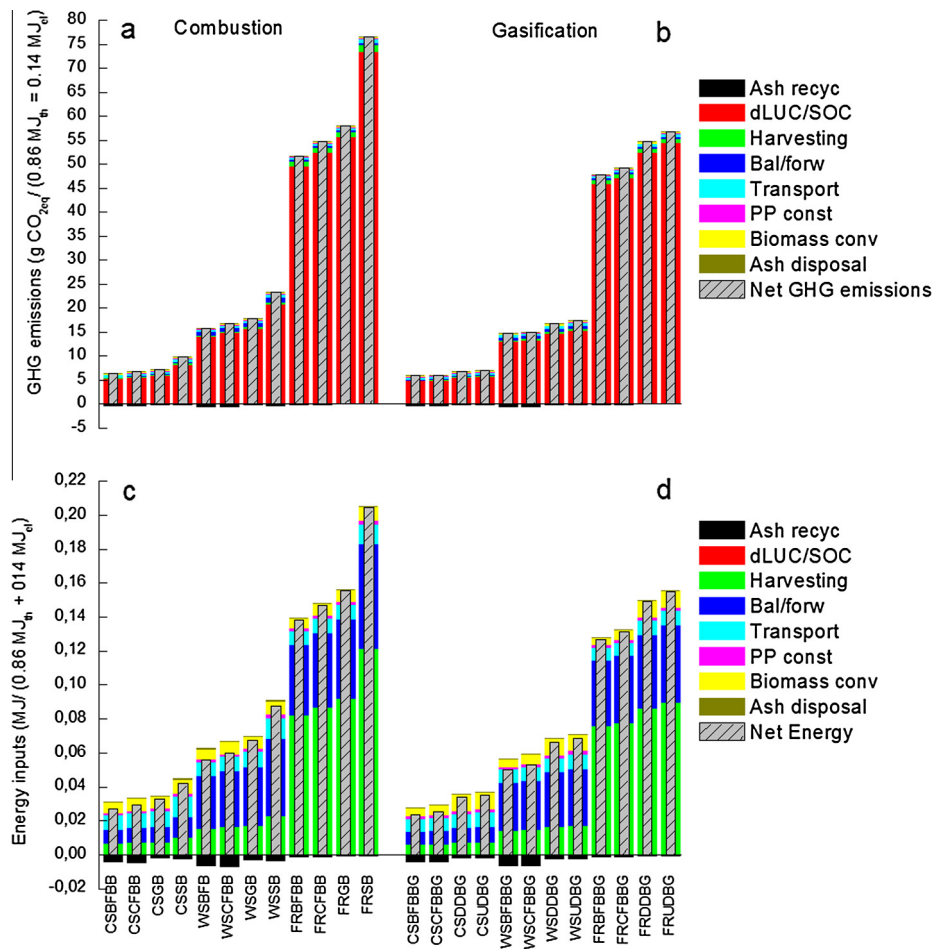 80
75
70
65
60
55
50
45
40
35
30
25
20
15
10
5
0
-5
GHG emissions (g CO2eq/ (0.86 MJth = 0.14 MJel)
a
Combustion
Gasification
b
Ash recyc
dLUC/SOC
Harvesting
Bal/forw
Transport
PP const
Biomass conv
Ash disposal
Net GHG emissions
0,22
0,20
0,18
0,16
0,14
0,12
0,10
0,08
0,06
0,04
0,02
0,00
-0,02
Energy inputs (MJ/ (0.86 MJth + 014 MJel)
c
d
Ash recyc
dLUC/SOC
Harvesting
Bal/forw
Transport
PP const
Biomass conv
Ash disposal
Net Energy
CSBFBB
CSCFBB
CSGB
CSSB
WSBFB
WSCFBB
WSGB
WSSB
FRBFBB
FRCFBB
FRGB
FRSB
CSBFBBG
CSCFBBG
CSDDBG
CSUDBG
WSBFBBG
WSCFBBG
WSDDBG
WSUDBG
FRBFBBG
FRCFBBG
FRDDBG
FRUDBG